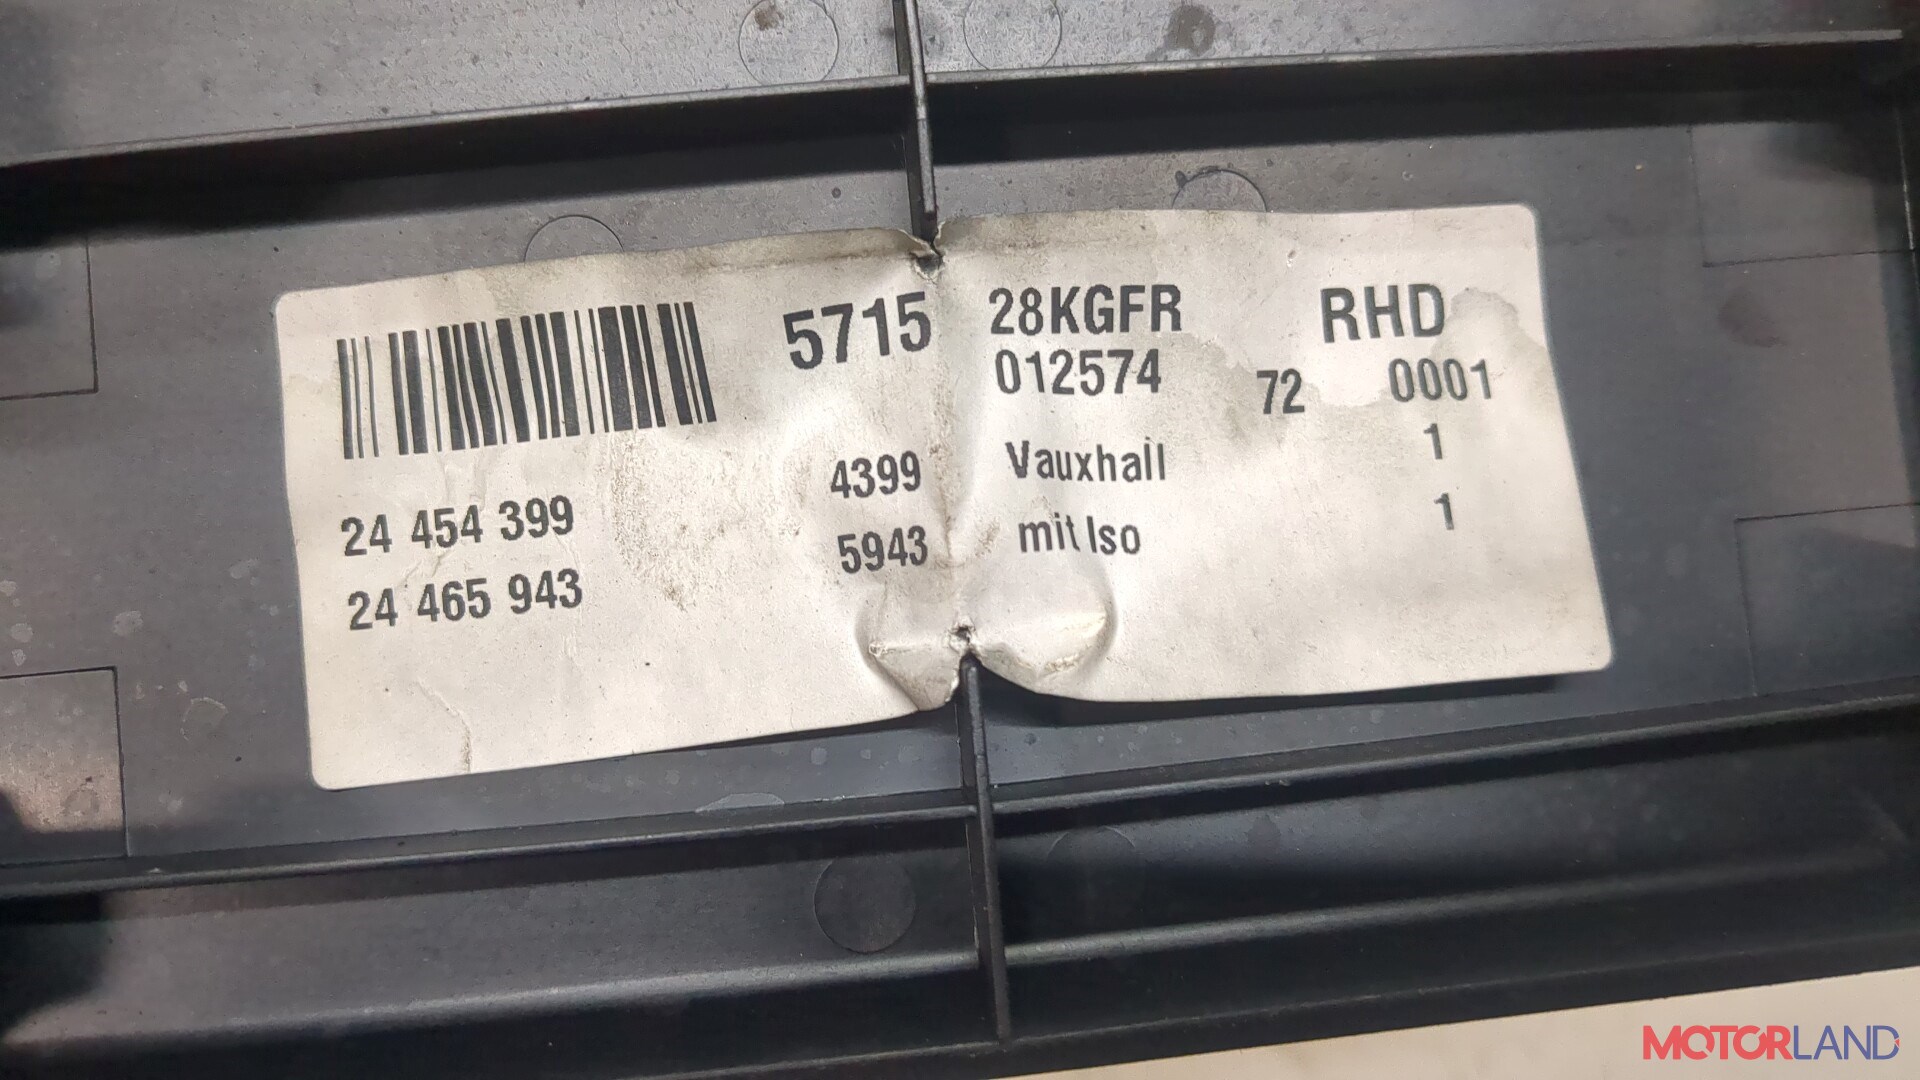 5715 28KGFR RHD
012574 72 0001
24 454 399 4399 Vauxhall 1
24 465 943 5943 mit Iso 1
MOTORLAND